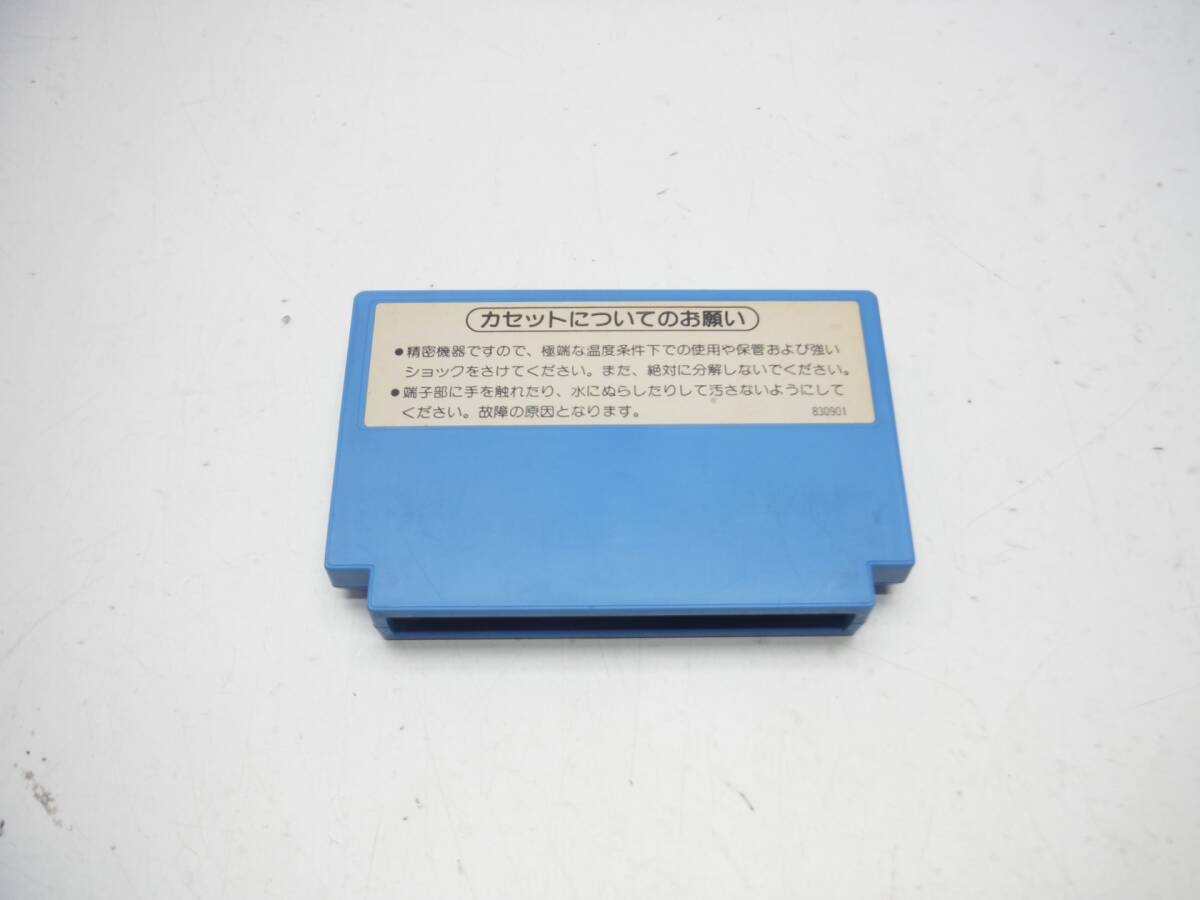 カセットについてのお願い
●精密機器ですので、極端な温度条件下での使用や保管および強い
ショックをさけてください。また、絶対に分解しないでください。
●端子部に手を触れたり、水にぬらしたりして汚さないようにして
ください。故障の原因となります。
830901